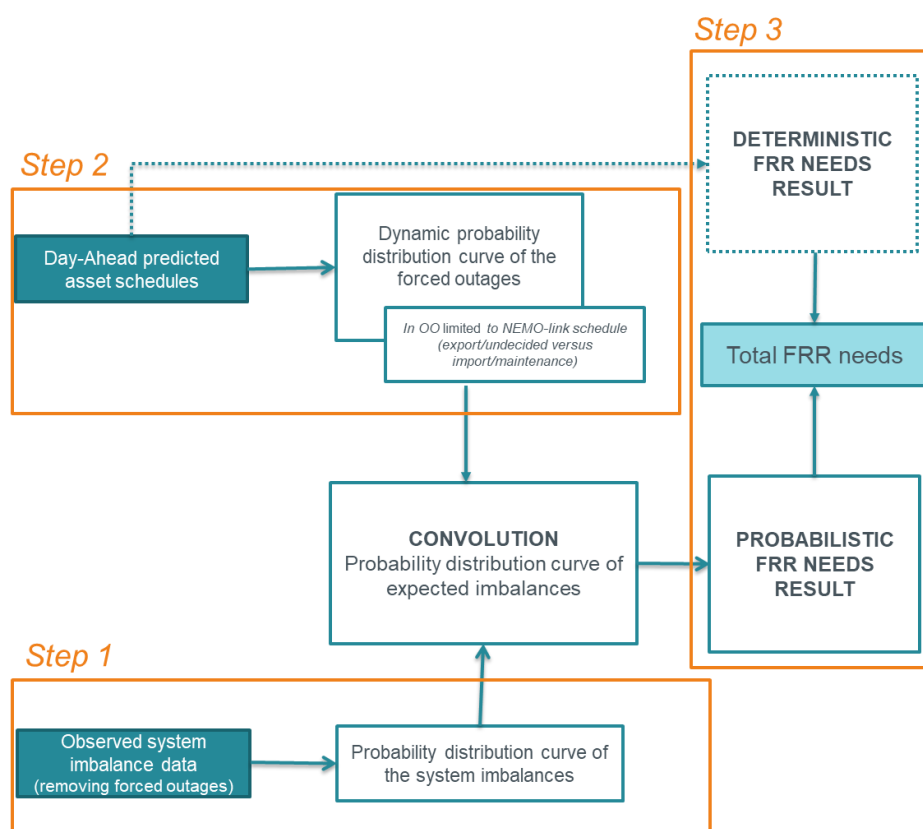 Step 3
DETERMINISTIC
FRR NEEDS
RESULT
Step 2
Day-Ahead predicted
asset schedules
Dynamic probability
distribution curve of the
forced outages
In OO limited to NEMO-link schedule
(export/undecided versus
import/maintenance)
Total FRR needs
CONVOLUTION
Probability distribution curve of
expected imbalances
PROBABILISTIC
FRR NEEDS
RESULT
Step 1
Observed system
imbalance data
(removing forced outages)
Probability distribution curve of
the system imbalances